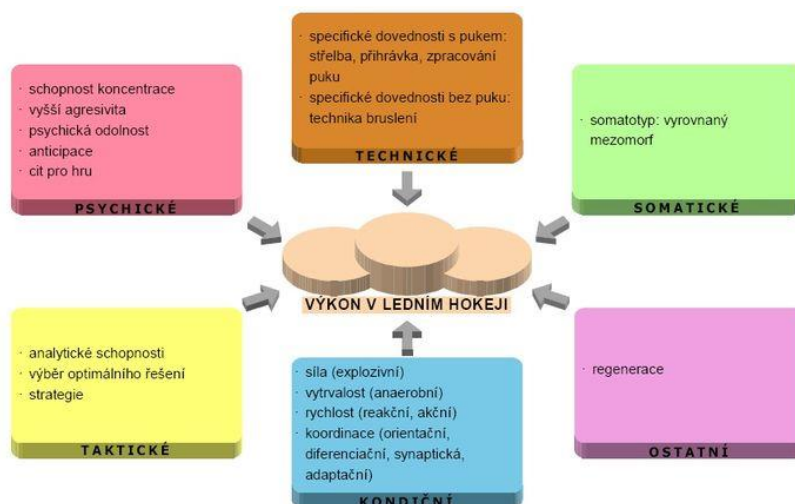 · schopnost koncentrace
· vyšší agresivita
· psychická odolnost
· anticipace
· cit pro hru
PSYCHICKÉ
· specifické dovednosti s pukem:
střelba, přihrávka, zpracování
puku
· specifické dovednosti bez puku:
technika bruslení
TECHNICKÉ
· somatotyp: vyrovnaný
mezomorf
SOMATICKÉ
VÝKON V LEDNÍM HOKEJI
· analytické schopnosti
· výběr optimálního řešení
· strategie
TAKTICKÉ
· síla (explozivní)
· vytrvalost (anaerobní)
· rychlost (reakční, akční)
· koordinace (orientační,
diferenciační, synaptická,
adaptační)
KONDIČNÍ
· regenerace
OSTATNÍ